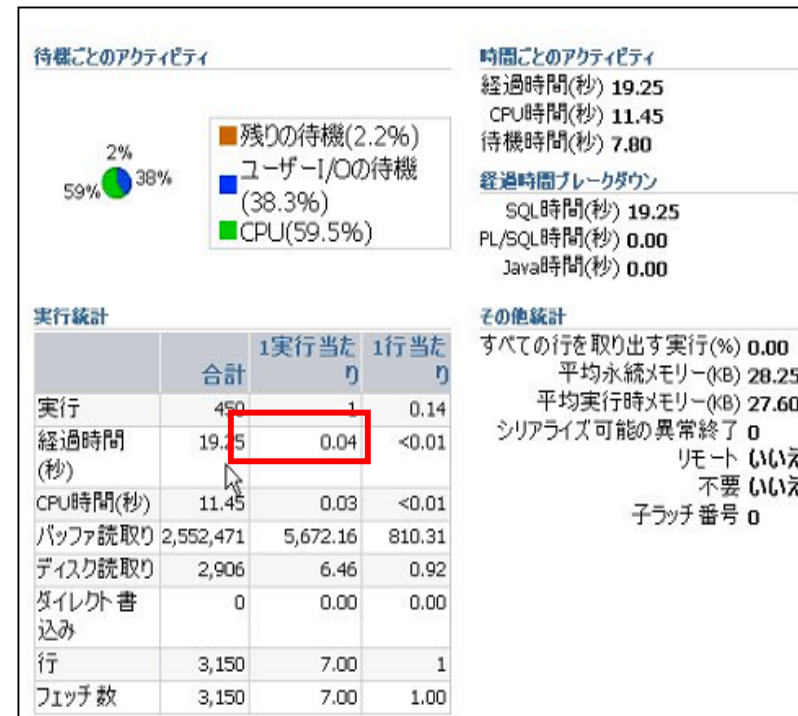 待機ごとのアクティビティ
2%
59%
38%
残りの待機(2.2%)
ユーザーI/Oの待機
(38.3%)
CPU(59.5%)
時間ごとのアクティビティ
経過時間(秒) 19.25
CPU時間(秒) 11.45
待機時間(秒) 7.80
経過時間ブレークダウン
SQL時間(秒) 19.25
PL/SQL時間(秒) 0.00
Java時間(秒) 0.00
実行統計
合計 1実行当たり 1行当たり
実行 450 1 0.14
経過時間(秒) 19.25 0.04 <0.01
CPU時間(秒) 11.45 0.03 <0.01
バッファ読取り 2,552,471 5,672.16 810.31
ディスク読取り 2,906 6.46 0.92
ダイレクト書込み 0 0.00 0.00
行 3,150 7.00 1
フェッチ数 3,150 7.00 1.00
その他統計
すべての行を取り出す実行(%) 0.00
平均永続メモリー(KB) 28.25
平均実行時メモリー(KB) 27.60
シリアライズ可能の異常終了 0
リモート いいえ
不要 いいえ
子ラッチ番号 0